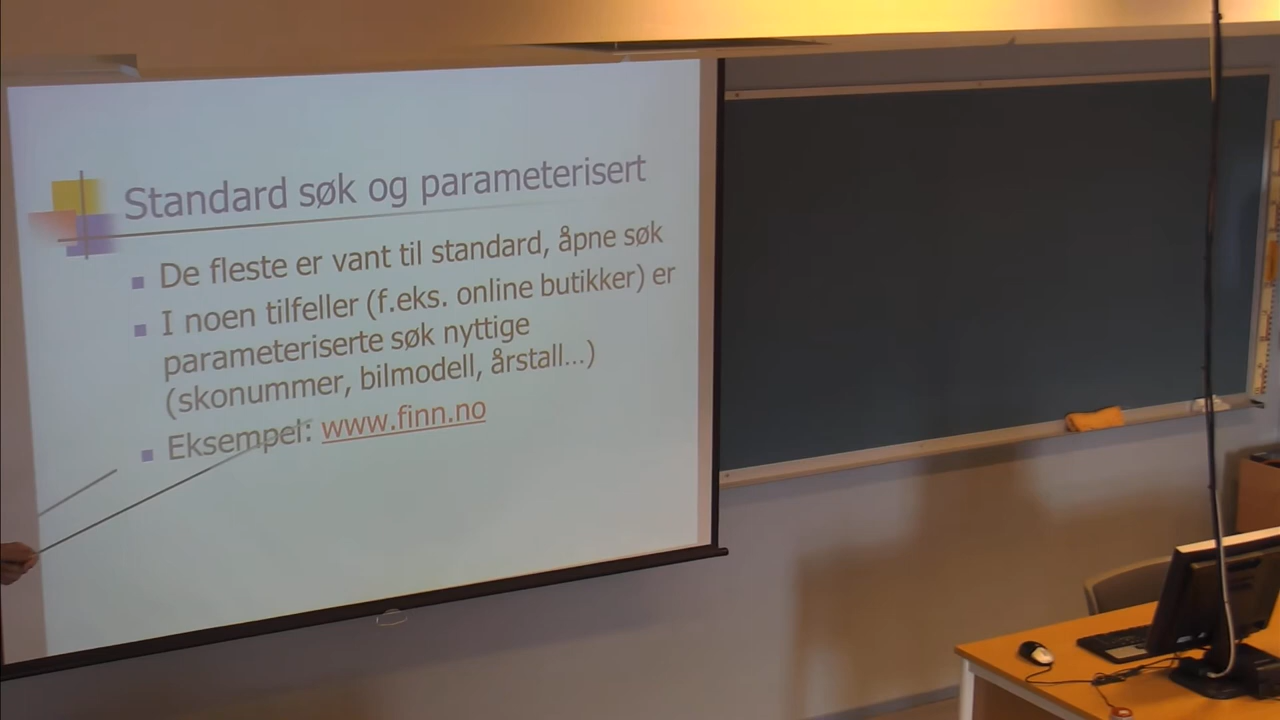 Standard søk og parameterisert
De fleste er vant til standard, åpne søk
I noen tilfeller (f.eks. online butikker) er
parameteriserte søk nyttige
(skonummer, bilmodell, årstall...)
Eksempel: www.finn.no